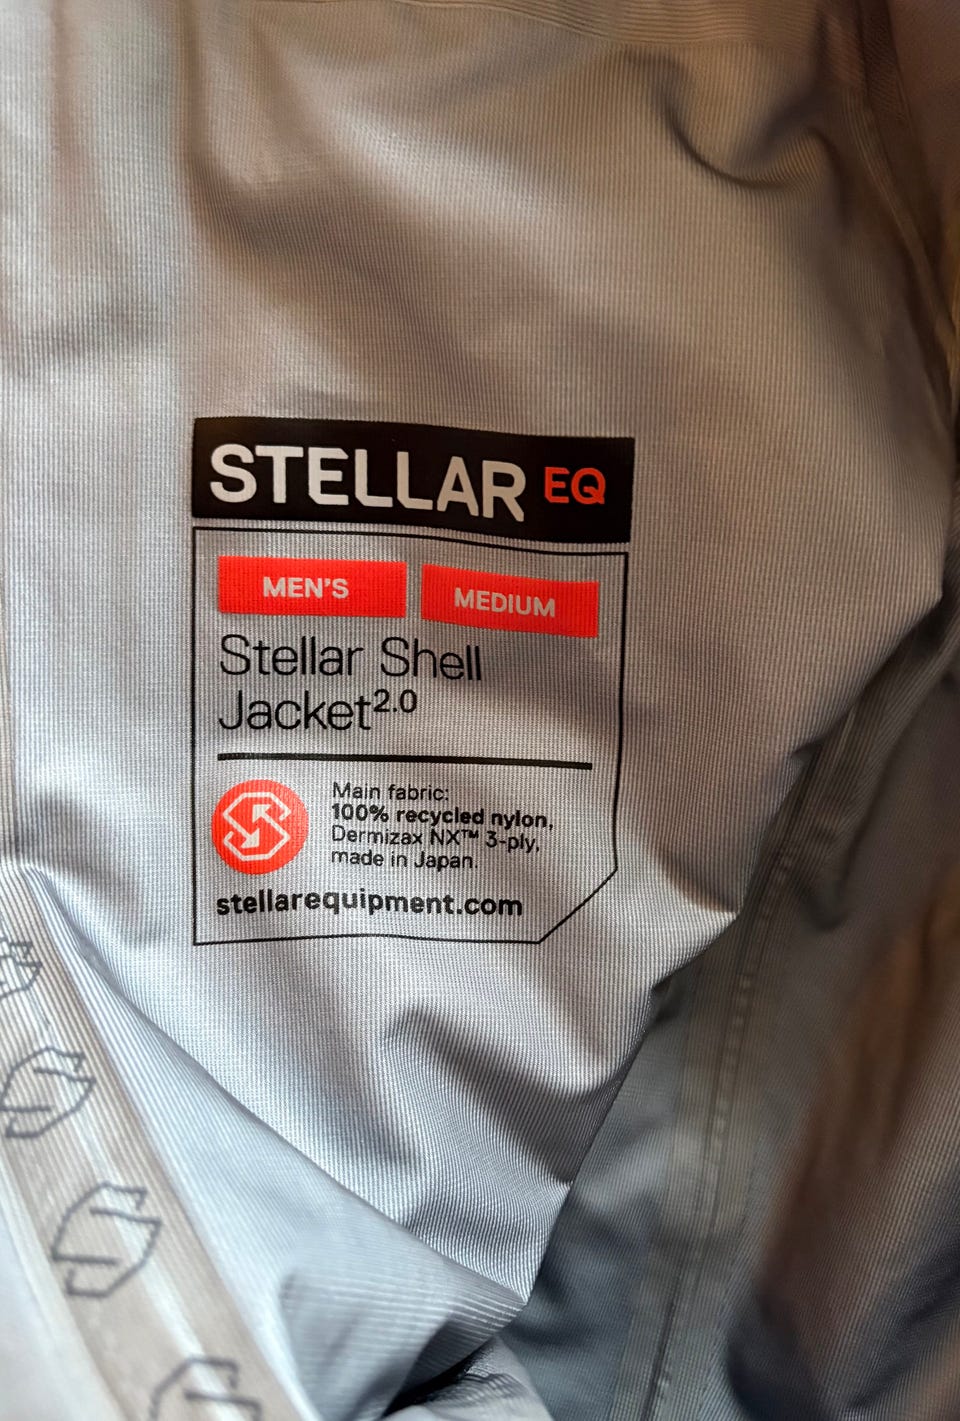 STELLAR EQ
MEN'S MEDIUM
Stellar Shell
Jacket²·⁰
Main fabric:
100% recycled nylon,
Dermizax NX™ 3-ply,
made in Japan.
stellarequipment.com